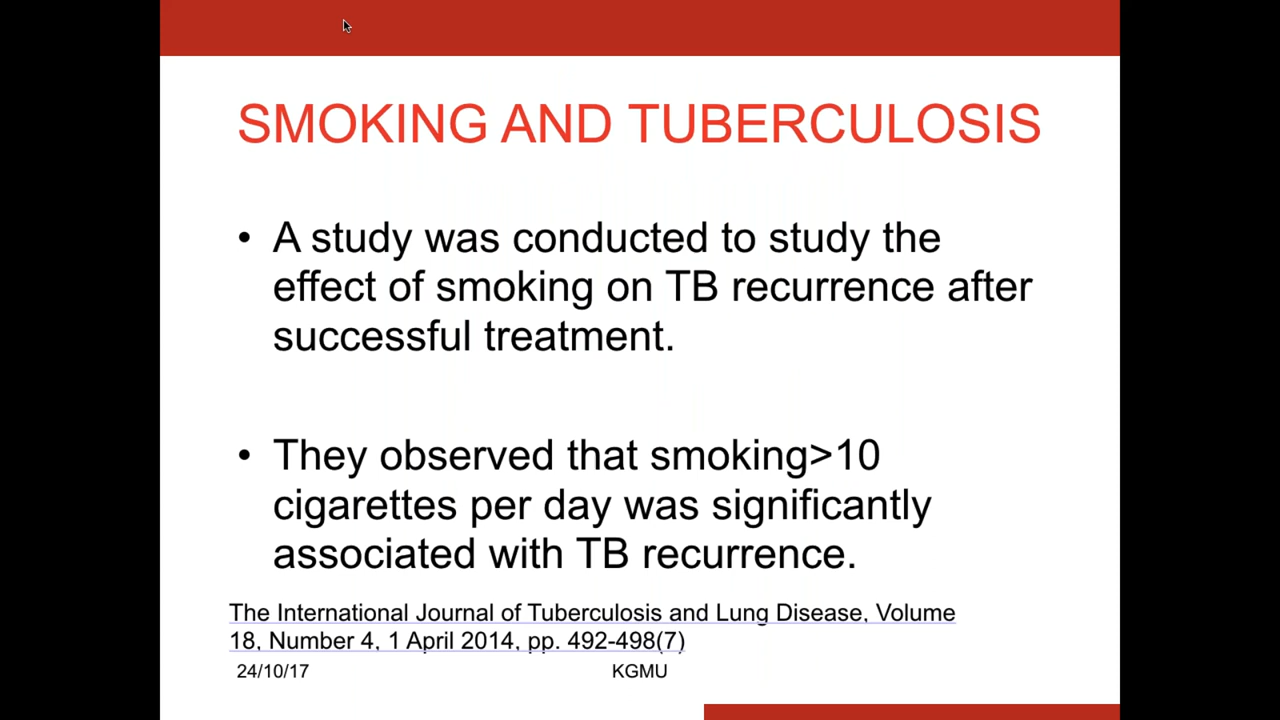 SMOKING AND TUBERCULOSIS
• A study was conducted to study the
effect of smoking on TB recurrence after
successful treatment.
• They observed that smoking>10
cigarettes per day was significantly
associated with TB recurrence.
The International Journal of Tuberculosis and Lung Disease, Volume
18, Number 4, 1 April 2014, pp. 492-498(7)
24/10/17 KGMU